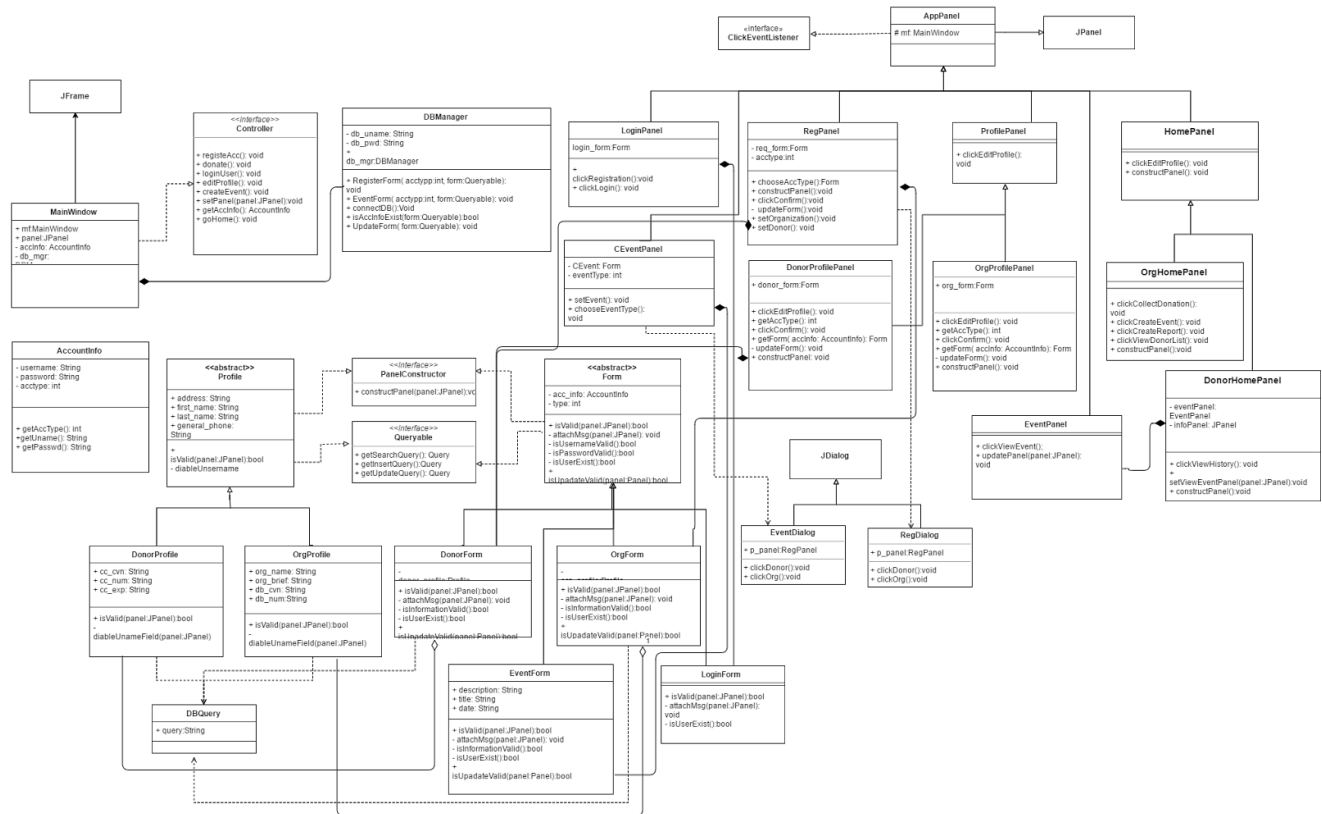 AppPanel
# mf:MainWindow
«interface»
ClickEventListener
JPanel
JFrame
<<Interface>>
Controller
+ registeAcc(): void
+ donate(): void
+ loginUser(): void
+ editProfile(): void
+ createEvent(): void
+ setPanel(panel:JPanel):void
+ getAccInfo(): AccountInfo
+ goHome(): void
DBManager
- db_uname: String
- db_pwd: String
+
db_mgr:DBManager
+ RegisterForm( acctypp:int, form:Queryable):
void
+ EventForm( acctypp:int, form:Queryable): void
+ connectDB():Void
+ isAccInfoExist(form:Queryable):bool
+ UpdateForm( form:Queryable): void
MainWindow
+ mf:MainWindow
+ panel:JPanel
- accInfo: AccountInfo
- db_mgr:
LoginPanel
login_form:Form
+
clickRegistration():void
+ clickLogin(): void
RegPanel
- req_form:Form
- acctype:int
+ chooseAccType():Form
+ constructPanel():void
+ clickConfirm():void
- updateForm():void
+ setOrganization():void
+ setDonor():void
ProfilePanel
+ clickEditProfile():
void
HomePanel
+ clickEditProfile(): void
+ constructPanel(): void
CEventPanel
- CEvent: Form
- eventType: int
+ setEvent(): void
+ chooseEventType():
void
DonorProfilePanel
+ donor_form:Form
+ clickEditProfile(): void
+ getAccType(): int
+ clickConfirm(): void
+ getForm( accInfo: AccountInfo): Form
- updateForm(): void
+ constructPanel: void
OrgProfilePanel
+ org_form:Form
+ clickEditProfile(): void
+ getAccType(): int
+ clickConfirm(): void
+ getForm( accInfo: AccountInfo): Form
- updateForm(): void
+ constructPanel(): void
OrgHomePanel
+ clickCollectDonation():
void
+ clickCreateEvent(): void
+ clickCreateReport(): void
+ clickViewDonorList(): void
+ constructPanel():void
AccountInfo
- username: String
- password: String
- acctype: int
+ getAccType(): int
+getUname(): String
+ getPasswd(): String
<<abstract>>
Profile
+ address: String
+ first_name: String
+ last_name: String
+ general_phone:
String
+
isValid(panel:JPanel):bool
- diableUsername
<<Interface>>
PanelConstructor
+ constructPanel(panel:JPanel):vo
<<Interface>>
Queryable
+ getSearchQuery():Query
+ getInsertQuery():Query
+ getUpdateQuery(): Query
<<abstract>>
Form
- acc_info: AccountInfo
- type: int
+ isValid(panel:JPanel):bool
- attachMsg(panel:JPanel): void
- isUsernameValid():bool
- isPasswordValid():bool
- isUserExist():bool
+
isUpadateValid(panel:Panel):bool
DonorHomePanel
- eventPanel:
EventPanel
- infoPanel: JPanel
+ clickViewHistory(): void
+
setViewEventPanel(panel:JPanel):void
+ constructPanel():void
EventPanel
+ clickViewEvent();
+ updatePanel(panel:JPanel):
void
JDialog
EventDialog
+ p_panel:RegPanel
+ clickDonor():void
+ clickOrg():void
RegDialog
+ p_panel:RegPanel
+ clickDonor():void
+ clickOrg():void
DonorProfile
+ cc_cvn: String
+ cc_num: String
+ cc_exp: String
+ isValid(panel:JPanel):bool
-
diableUnameField(panel:JPanel)
OrgProfile
+ org_name: String
+ org_brief: String
+ db_cvn: String
+ db_num:String
+ isValid(panel:JPanel):bool
-
diableUnameField(panel:JPanel)
DonorForm
-
+ isValid(panel:JPanel):bool
- attachMsg(panel:JPanel): void
- isInformationValid():bool
- isUserExist():bool
+
isUpadateValid(panel:Panel):bool
OrgForm
-
+ isValid(panel:JPanel):bool
- attachMsg(panel:JPanel): void
- isInformationValid():bool
- isUserExist():bool
+
isUpadateValid(panel:Panel):bool
1
EventForm
+ description: String
+ title: String
+ date: String
+ isValid(panel:JPanel):bool
- attachMsg(panel:JPanel): void
- isInformationValid():bool
- isUserExist():bool
+
isUpadateValid(panel:Panel):bool
LoginForm
+ isValid(panel:JPanel):bool
- attachMsg(panel:JPanel):
void
- isUserExist():bool
DBQuery
+ query:String